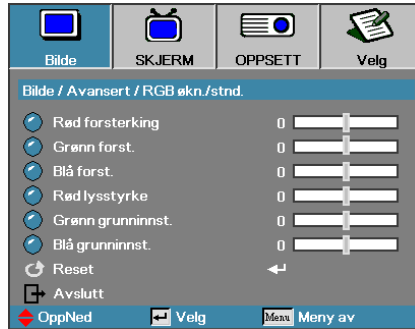 Bilde SKJERM OPPSETT Velg
Bilde / Avansert / RGB økn./stnd.
Rød forsterking 0
Grønn forst. 0
Blå forst. 0
Rød lysstyrke 0
Grønn grunninnst. 0
Blå grunninnst. 0
Reset
Avslutt
OppNed Velg Menu Meny av